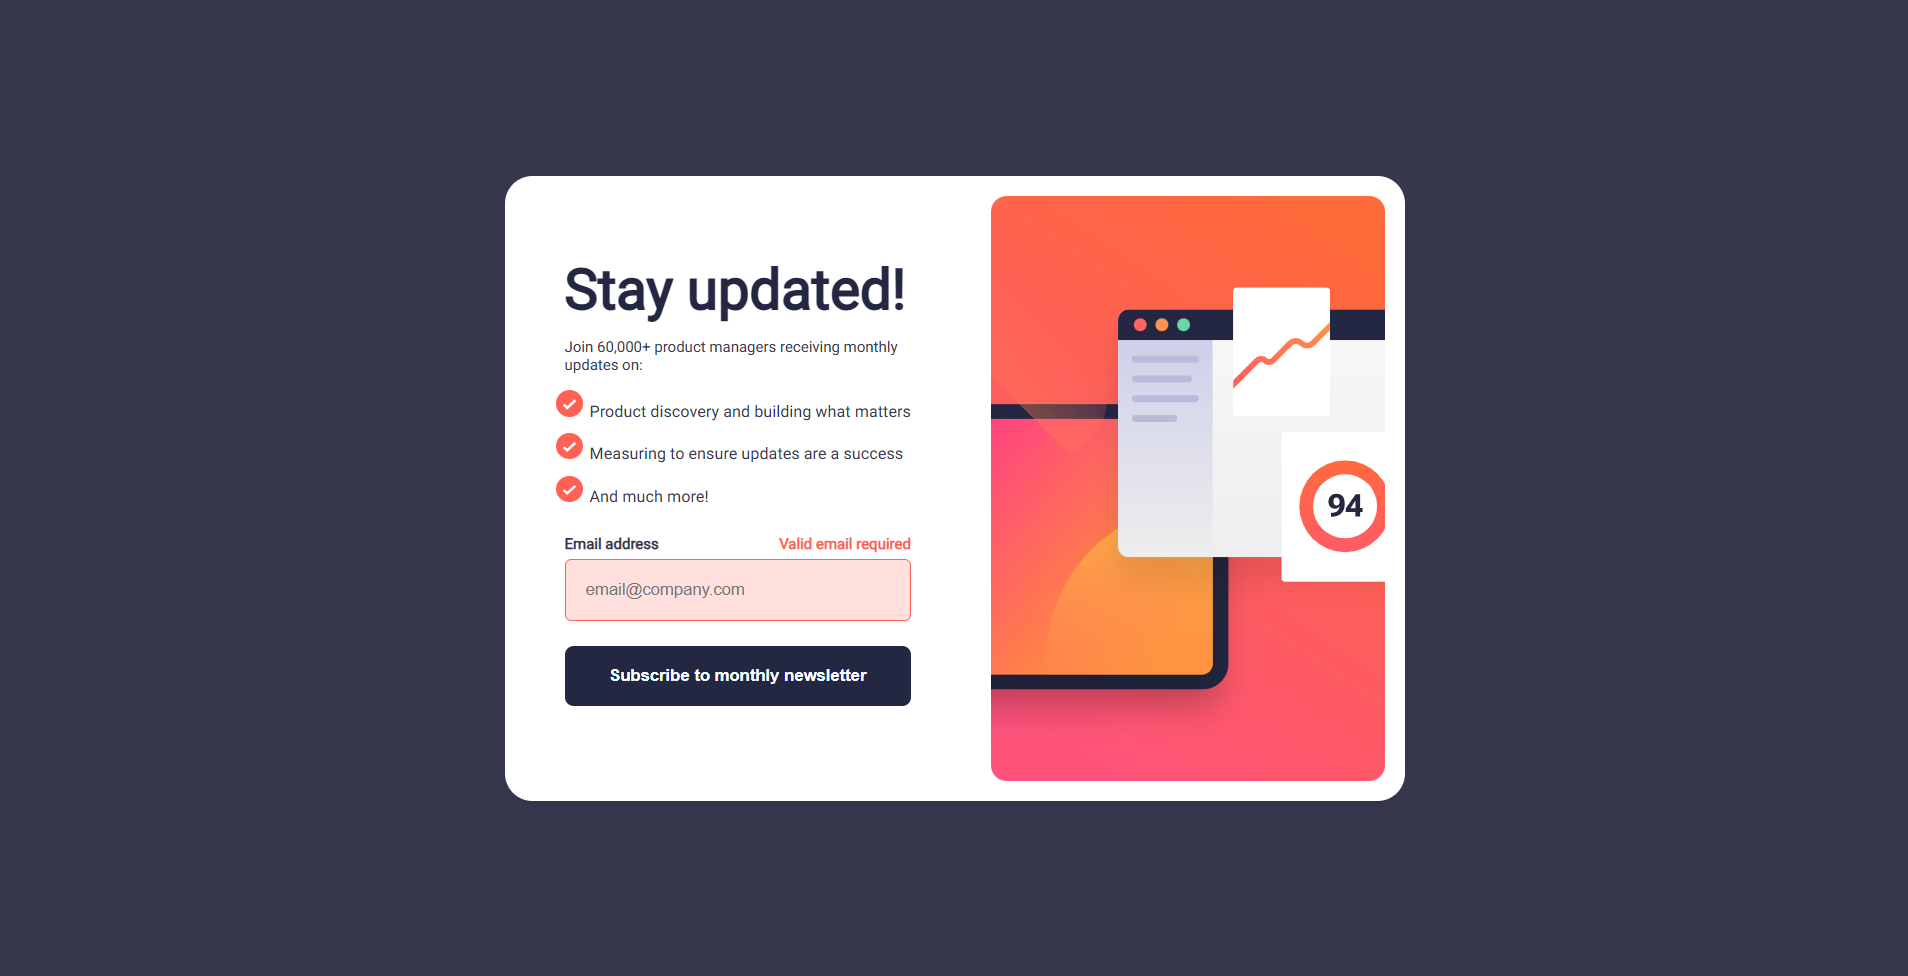 Stay updated!
Join 60,000+ product managers receiving monthly
updates on:
Product discovery and building what matters
Measuring to ensure updates are a success
And much more!
Email address
Valid email required
email@company.com
Subscribe to monthly newsletter
94